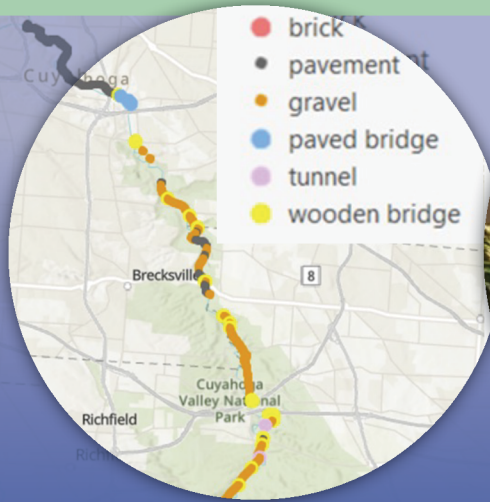 brick
pavement
gravel
paved bridge
tunnel
wooden bridge
Cuyahoga
Brecksville
8
Cuyahoga
Valley National
Park
Richfield